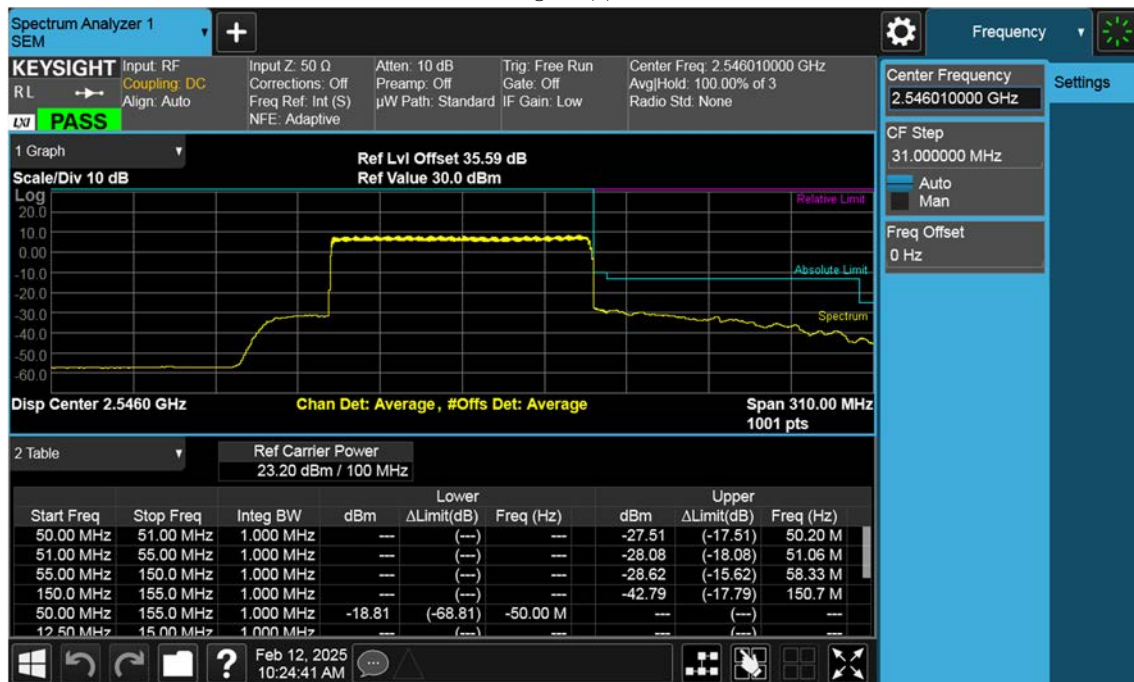 Spectrum Analyzer 1
SEM
Frequency
KEYSIGHT
RL
LXI
PASS
Input: RF
Coupling: DC
Align: Auto
Input Z: 50 Ω
Corrections: Off
Freq Ref: Int (S)
NFE: Adaptive
Atten: 10 dB
Preamp: Off
µW Path: Standard
Trig: Free Run
Gate: Off
IF Gain: Low
Center Freq: 2.546010000 GHz
Avg|Hold: 100.00% of 3
Radio Std: None
Center Frequency
2.546010000 GHz
Settings
CF Step
31.000000 MHz
Auto
Man
Freq Offset
0 Hz
1 Graph
Scale/Div 10 dB
Ref Lvl Offset 35.59 dB
Ref Value 30.0 dBm
Log
20.0
10.0
0.00
-10.0
-20.0
-30.0
-40.0
-50.0
-60.0
Relative Limit
Absolute Limit
Spectrum
Disp Center 2.5460 GHz
Chan Det: Average, #Offs Det: Average
Span 310.00 MHz
1001 pts
2 Table
Ref Carrier Power
23.20 dBm / 100 MHz
Lower Upper
Start Freq Stop Freq Integ BW dBm ΔLimit(dB) Freq (Hz) dBm ΔLimit(dB) Freq (Hz)
50.00 MHz 51.00 MHz 1.000 MHz --- (---) --- -27.51 (-17.51) 50.20 M
51.00 MHz 55.00 MHz 1.000 MHz --- (---) --- -28.08 (-18.08) 51.06 M
55.00 MHz 150.0 MHz 1.000 MHz --- (---) --- -28.62 (-15.62) 58.33 M
150.0 MHz 155.0 MHz 1.000 MHz --- (---) --- -42.79 (-17.79) 150.7 M
50.00 MHz 155.0 MHz 1.000 MHz -18.81 (-68.81) -50.00 M --- (---) ---
12.50 MHz 15.00 MHz 1.000 MHz --- (---) --- --- (---) ---
?
Feb 12, 2025
10:24:41 AM